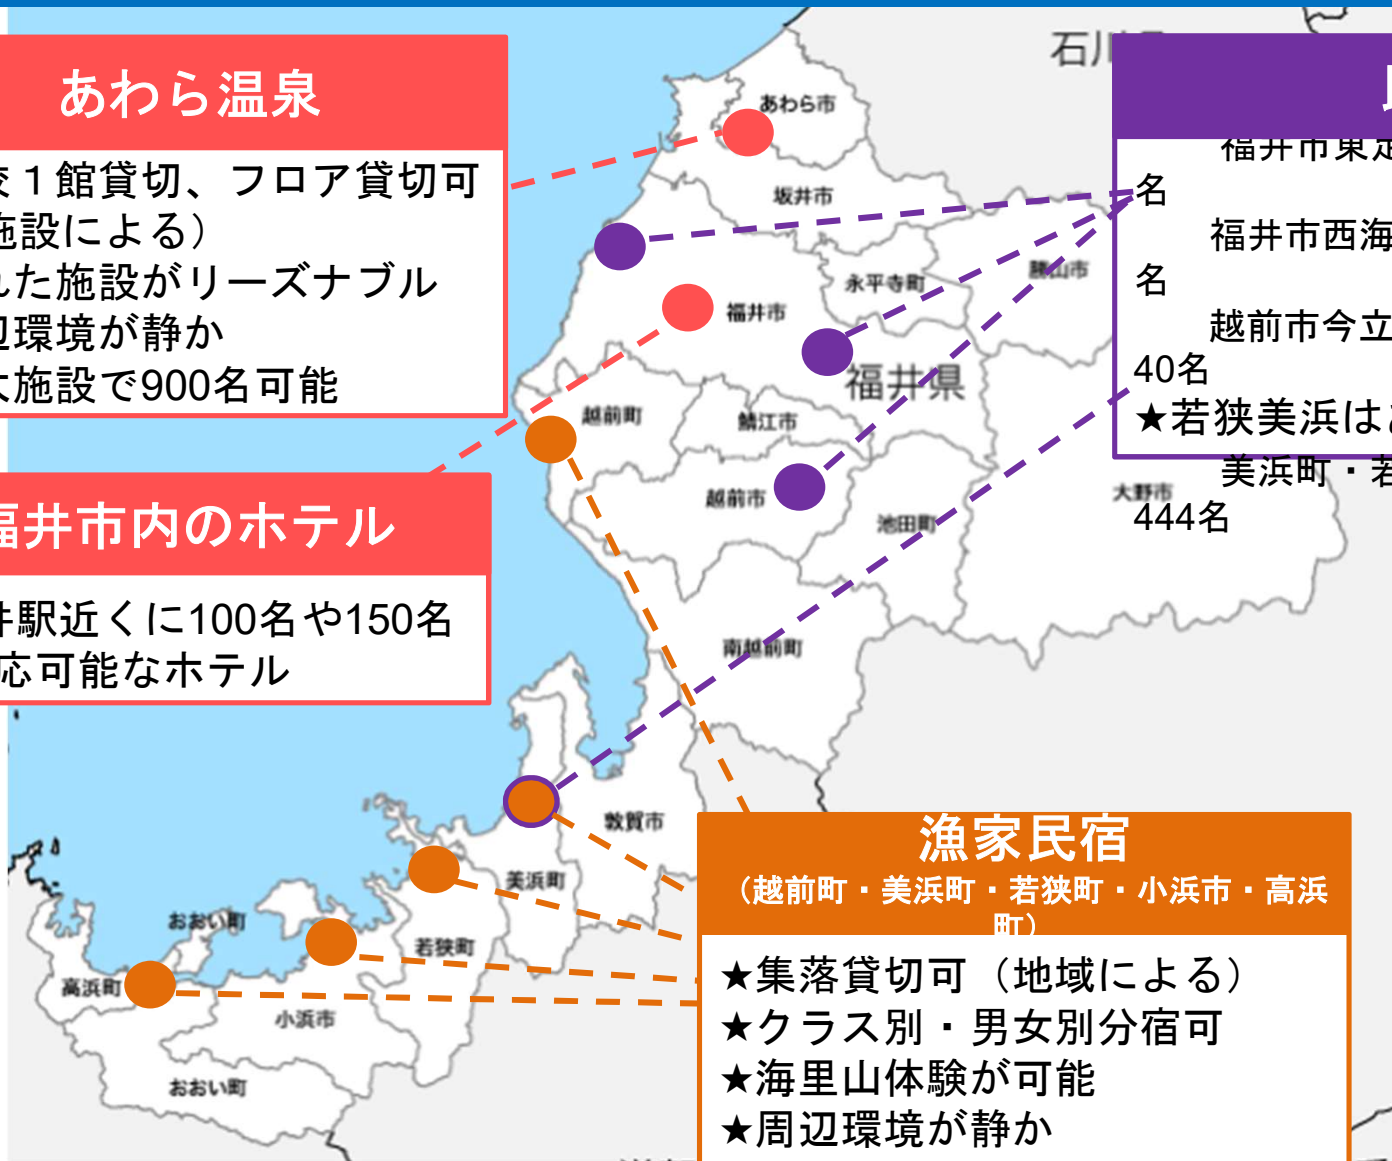 あわら温泉
１館貸切、フロア貸切可
施設による）
れた施設がリーズナブル
辺環境が静か
大施設で900名可能
福井市内のホテル
井駅近くに100名や150名
応可能なホテル
福井市東
名
福井市西海
名
越前市今立
40名
★若狭美浜は
美浜町・若
444名
漁家民宿
（越前町・美浜町・若狭町・小浜市・高浜
町）
★集落貸切可（地域による）
★クラス別・男女別分宿可
★海里山体験が可能
★周辺環境が静か
石川
あわら市
坂井市
永平寺町
勝山市
福井市
福井県
越前町
鯖江市
越前市
池田町
大野市
南越前町
敦賀市
美浜町
若狭町
おおい町
高浜町
小浜市
おおい町